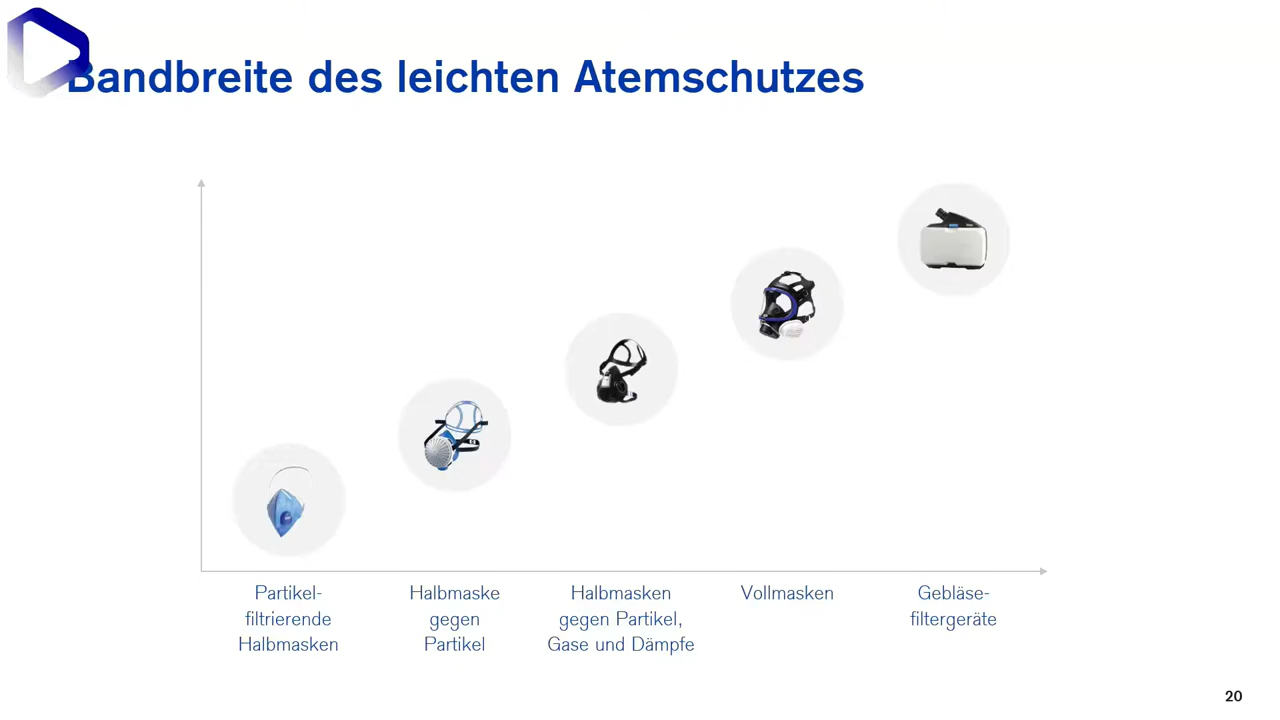 Bandbreite des leichten Atemschutzes
Partikel-
filtrierende
Halbmasken
Halbmaske
gegen
Partikel
Halbmasken
gegen Partikel,
Gase und Dämpfe
Vollmasken
Gebläse-
filtergeräte
20